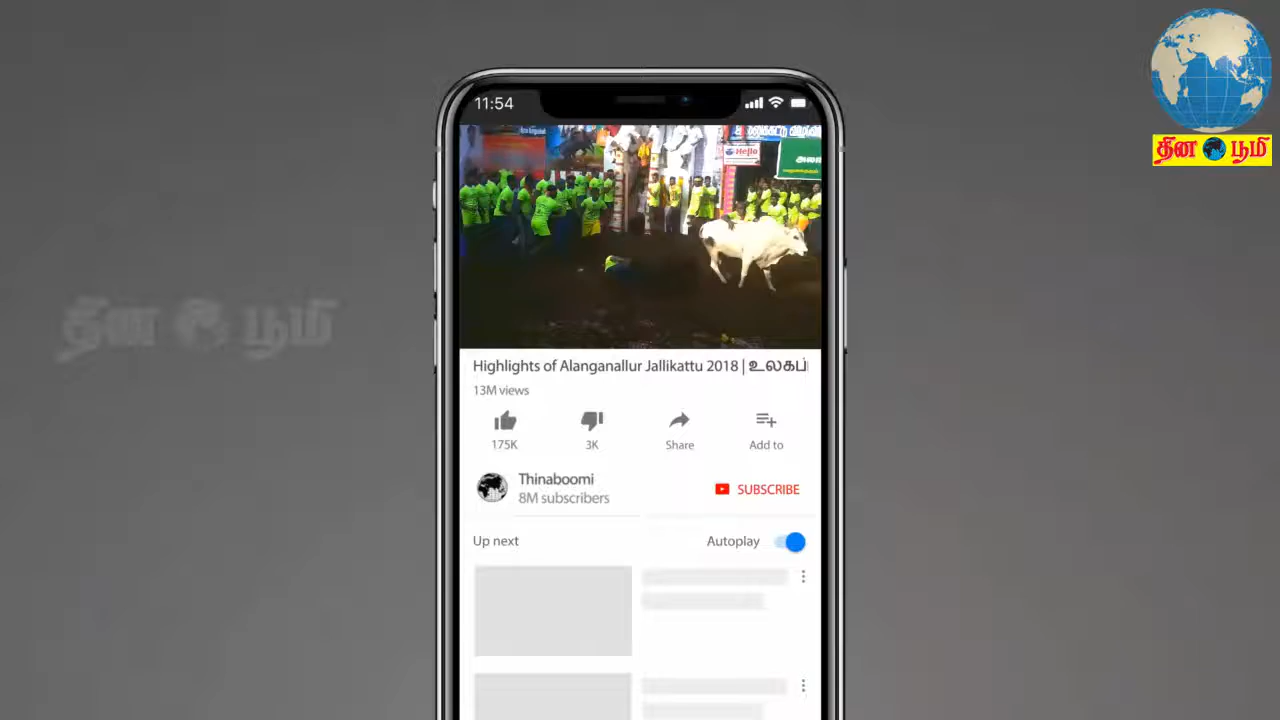 தின பூமி
11:54
Hello
தின பூமி
Highlights of Alanganallur Jallikattu 2018 | உலகப்
13M views
175K
3K
Share
Add to
Thinaboomi
8M subscribers
SUBSCRIBE
Up next
Autoplay